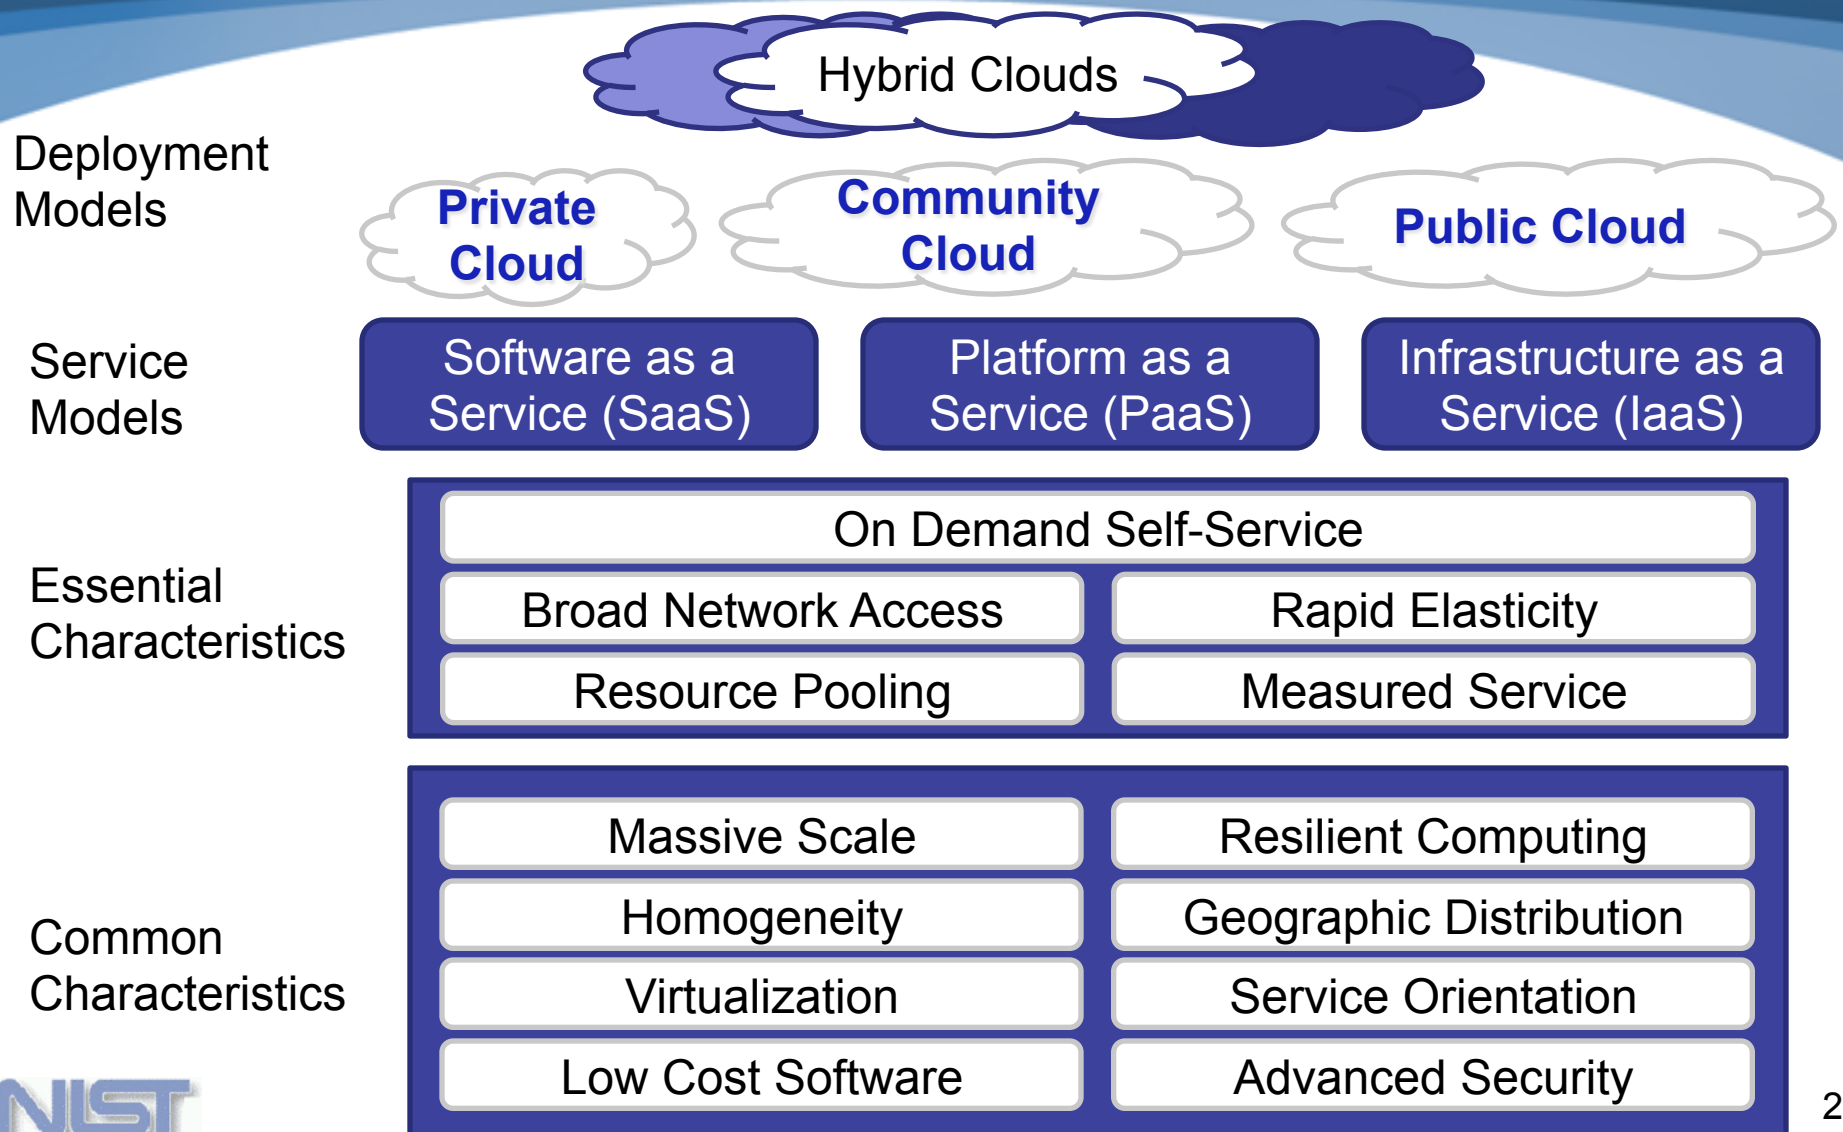 Hybrid Clouds
Deployment
Models
Private
Cloud
Community
Cloud
Public Cloud
Service
Models
Software as a
Service (SaaS)
Platform as a
Service (PaaS)
Infrastructure as a
Service (IaaS)
Essential
Characteristics
On Demand Self-Service
Broad Network Access
Rapid Elasticity
Resource Pooling
Measured Service
Common
Characteristics
Massive Scale
Resilient Computing
Homogeneity
Geographic Distribution
Virtualization
Service Orientation
Low Cost Software
Advanced Security
NIST
2